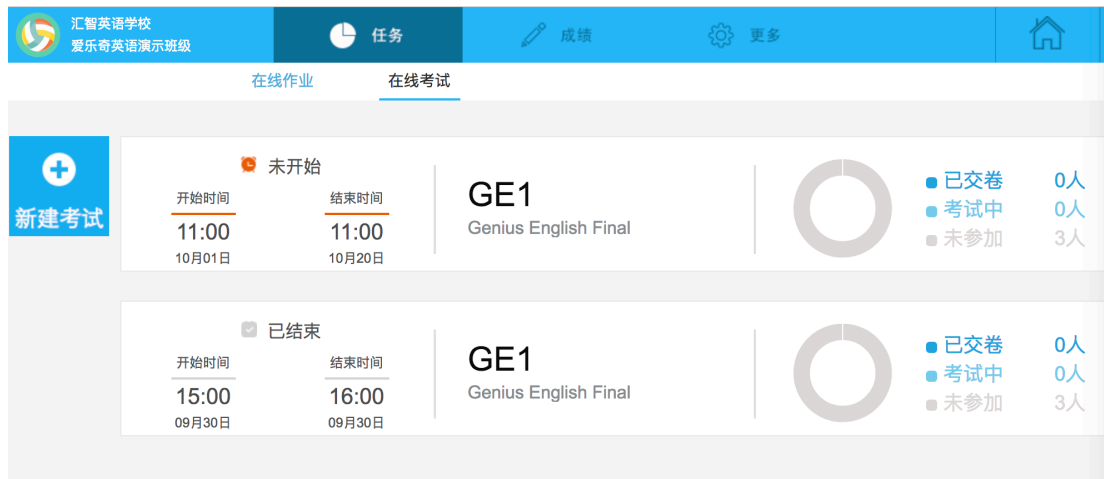 汇智英语学校
爱乐奇英语演示班级
任务
成绩
更多
在线作业
在线考试
新建考试
未开始
开始时间
结束时间
11:00
11:00
10月01日
10月20日
GE1
Genius English Final
已交卷 0人
考试中 0人
未参加 3人
已结束
开始时间
结束时间
15:00
16:00
09月30日
09月30日
GE1
Genius English Final
已交卷 0人
考试中 0人
未参加 3人